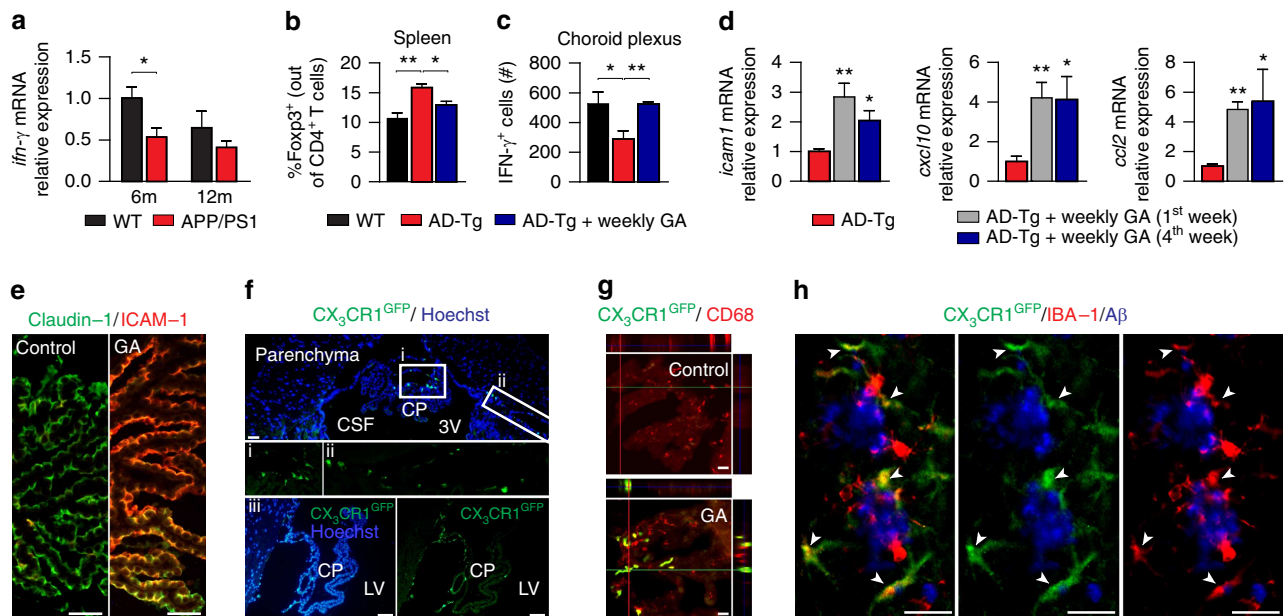 a
ifn-γ mRNA
relative expression
1.5
1.0
0.5
0.0
*
6m 12m
WT APP/PS1
b
Spleen
%Foxp3⁺ (out
of CD4⁺ T cells)
20
15
10
5
0
** *
c
Choroid plexus
IFN-γ⁺ cells (#)
800
600
400
200
0
* **
WT AD-Tg AD-Tg + weekly GA
d
icam1 mRNA
relative expression
4
3
2
1
0
**
*
cxcl10 mRNA
relative expression
6
4
2
0
** *
ccl2 mRNA
relative expression
8
6
4
2
0
**
*
AD-Tg
AD-Tg + weekly GA (1ˢᵗ week)
AD-Tg + weekly GA (4ᵗʰ week)
e
Claudin–1/ICAM–1
Control GA
f
CX₃CR1ᴳᶠᴾ/ Hoechst
Parenchyma
i
ii
CP
CSF 3V
i ii
iii
CX₃CR1ᴳᶠᴾ
Hoechst
CP
LV
CX₃CR1ᴳᶠᴾ
CP
LV
g
CX₃CR1ᴳᶠᴾ/ CD68
Control
GA
h
CX₃CR1ᴳᶠᴾ/IBA–1/Aβ